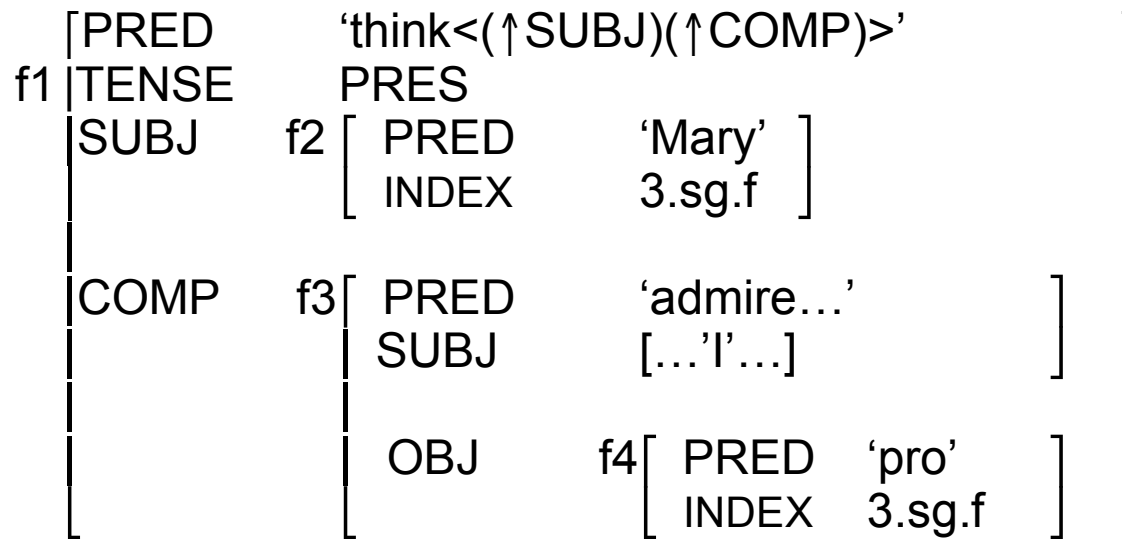 [PRED ‘think<(↑SUBJ)(↑COMP)>’
f1 |TENSE PRES
|SUBJ f2 [ PRED ‘Mary’ ]
INDEX 3.sg.f
|COMP f3[ PRED ‘admire…’ ]
SUBJ […’I’…]
OBJ f4[ PRED ‘pro’ ]
INDEX 3.sg.f